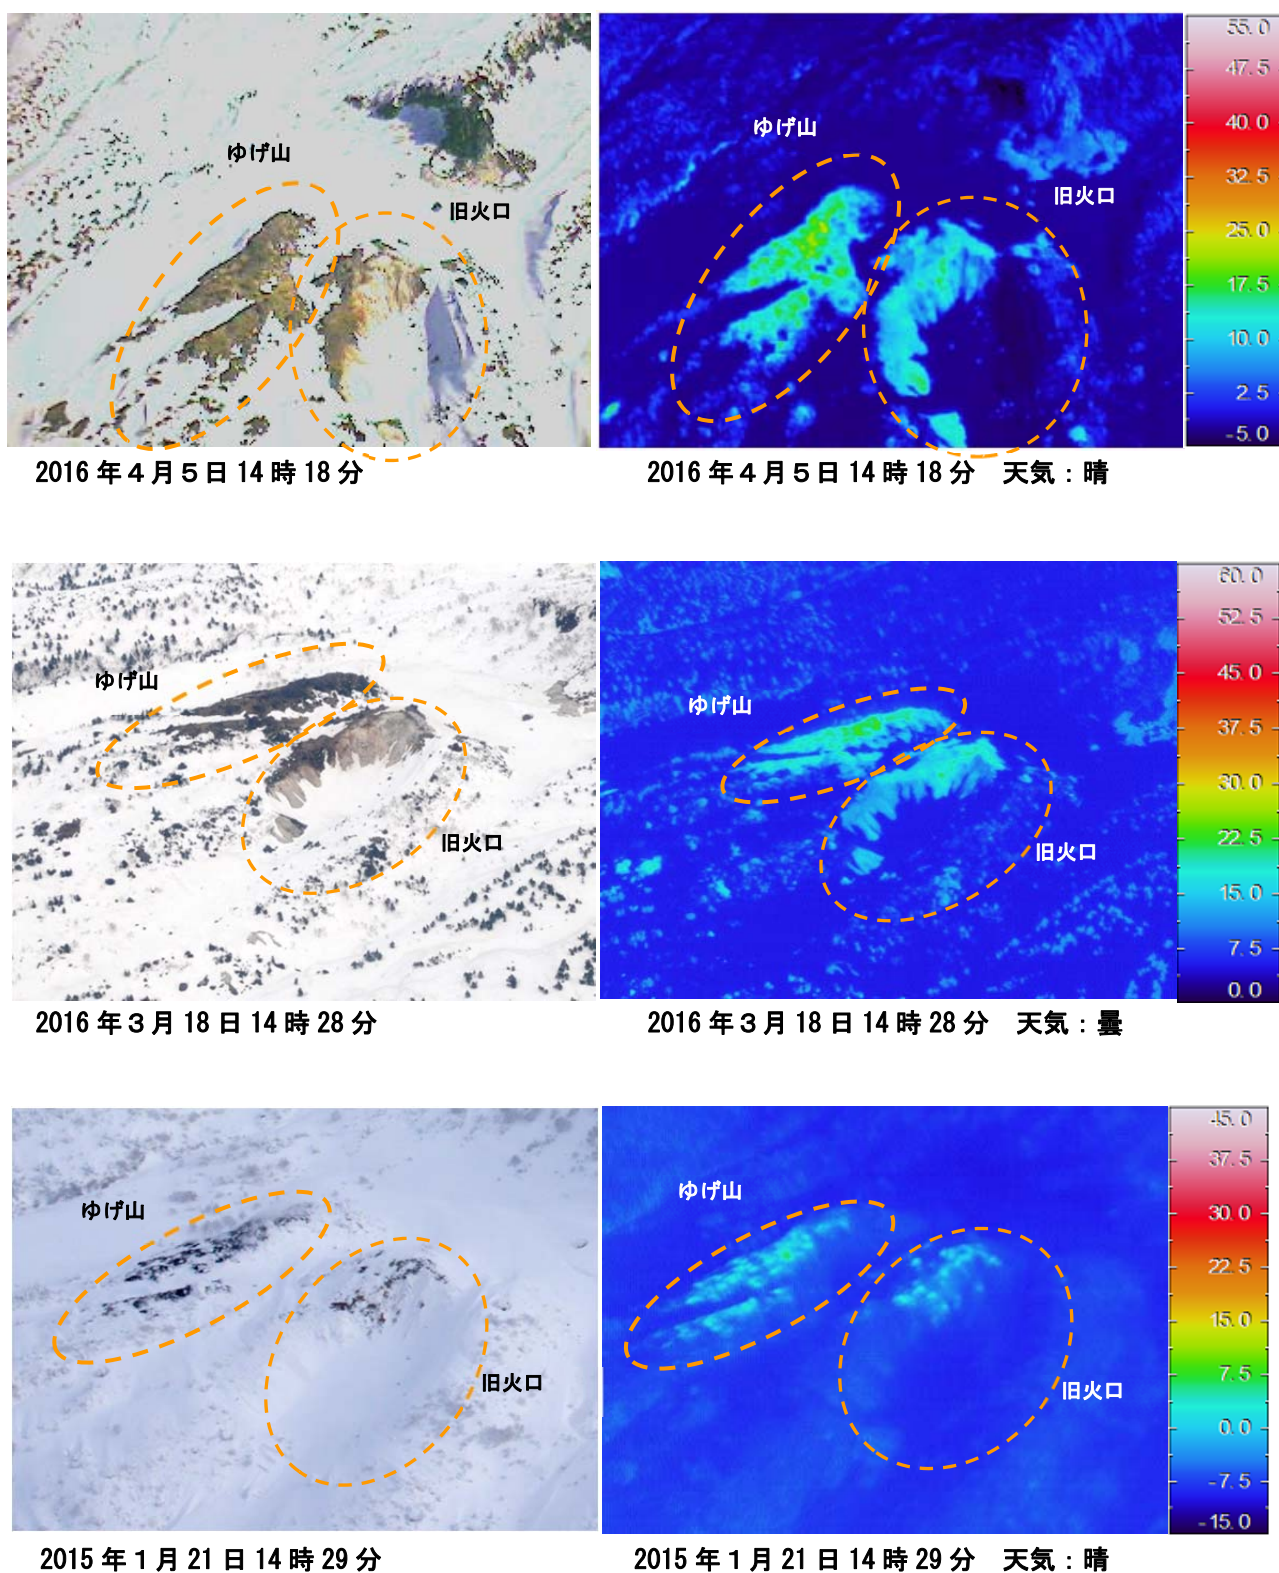 ゆげ山
旧火口
ゆげ山
旧火口
55.0
47.5
40.0
32.5
25.0
17.5
10.0
2.5
-5.0
2016年４月５日14時18分
2016年４月５日14時18分　天気：晴
ゆげ山
旧火口
ゆげ山
旧火口
60.0
52.5
45.0
37.5
30.0
22.5
15.0
7.5
0.0
2016年３月18日14時28分
2016年３月18日14時28分　天気：曇
ゆげ山
旧火口
ゆげ山
旧火口
45.0
37.5
30.0
22.5
15.0
7.5
0.0
-7.5
-15.0
2015年１月21日14時29分
2015年１月21日14時29分　天気：晴